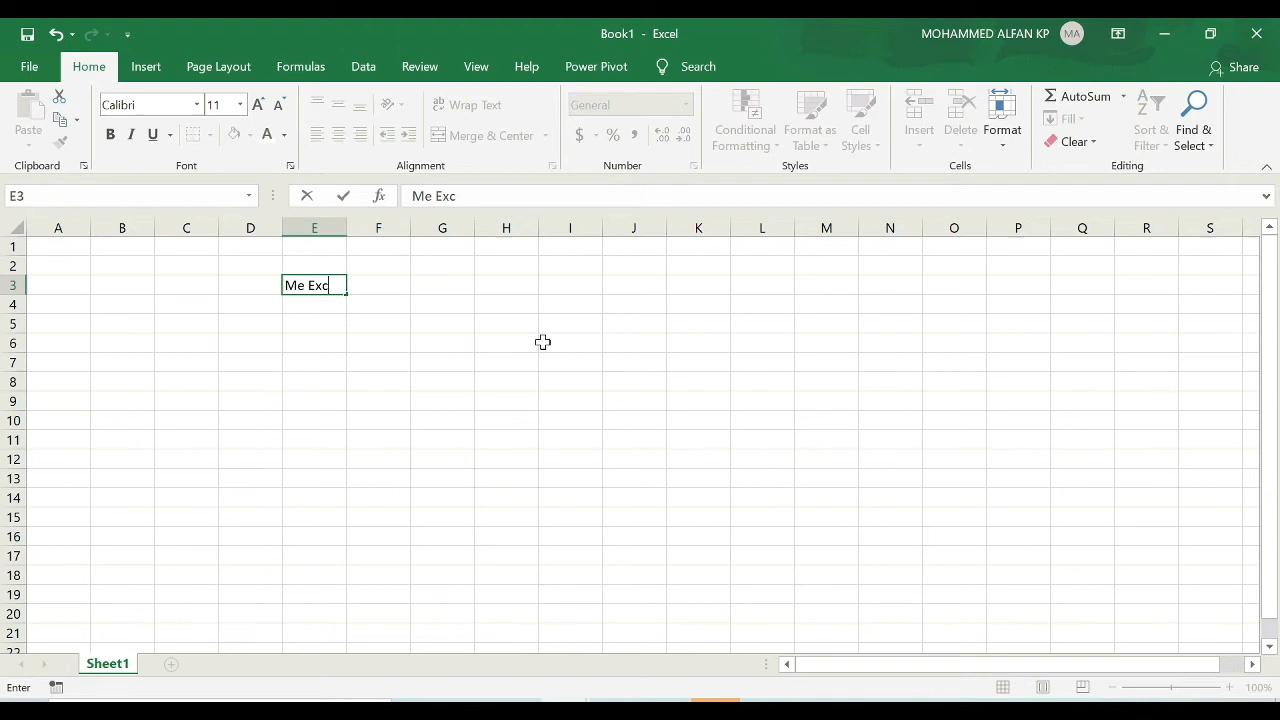 Book1 - Excel
MOHAMMED ALFAN KP
MA
File
Home
Insert
Page Layout
Formulas
Data
Review
View
Help
Power Pivot
Search
Share
Paste
Calibri
11
A
A
B
I
U
A
ab
Wrap Text
Merge & Center
General
$
%
Conditional
Formatting
Format as
Table
Cell
Styles
Insert
Delete
Format
AutoSum
Fill
Clear
Sort &
Filter
Find &
Select
Clipboard
Font
Alignment
Number
Styles
Cells
Editing
E3
fx
Me Exc
A B C D E F G H I J K L M N O P Q R S
1
2
3 Me Exc
4
5
6
7
8
9
10
11
12
13
14
15
16
17
18
19
20
21
22
Sheet1
Enter
100%